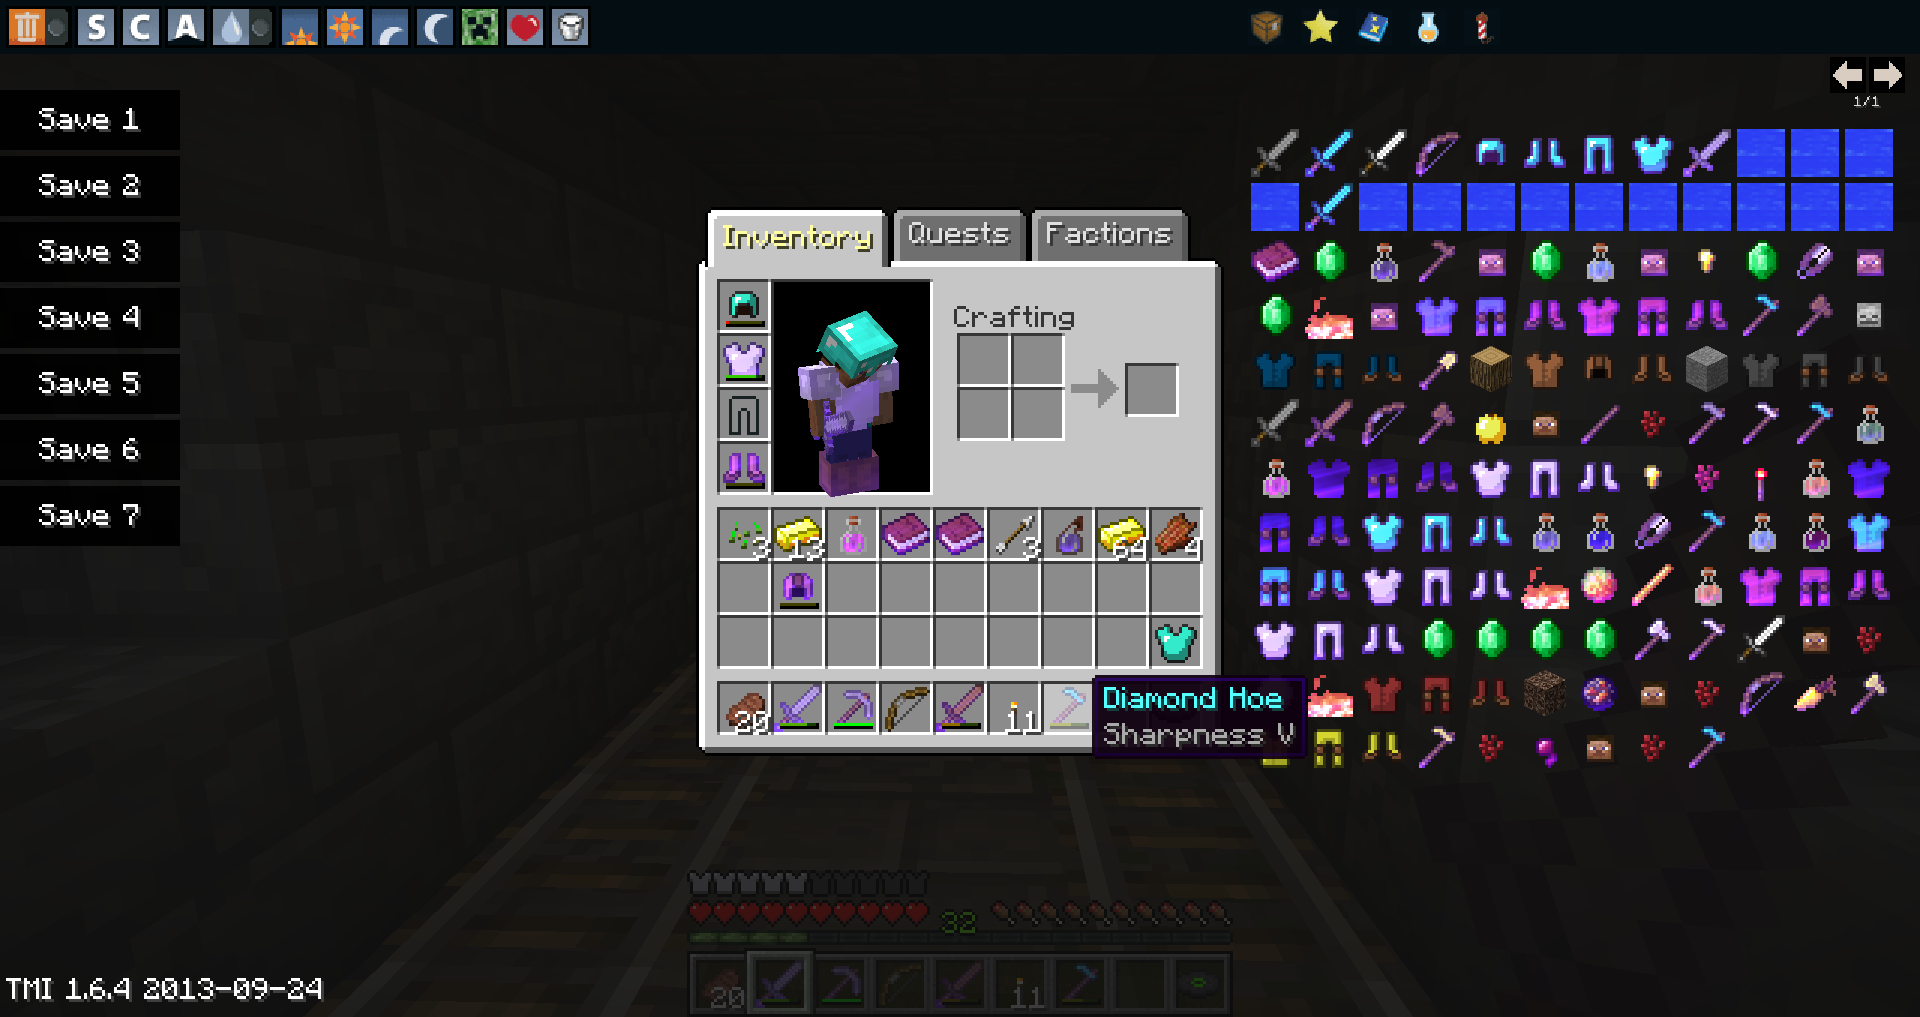 S C A
1/1
Save 1
Save 2
Save 3
Save 4
Save 5
Save 6
Save 7
Inventory Quests Factions
Crafting
3 13 3 64 4
20 11
Diamond Hoe
Sharpness V
32
20 11
TMI 1.6.4 2013-09-24